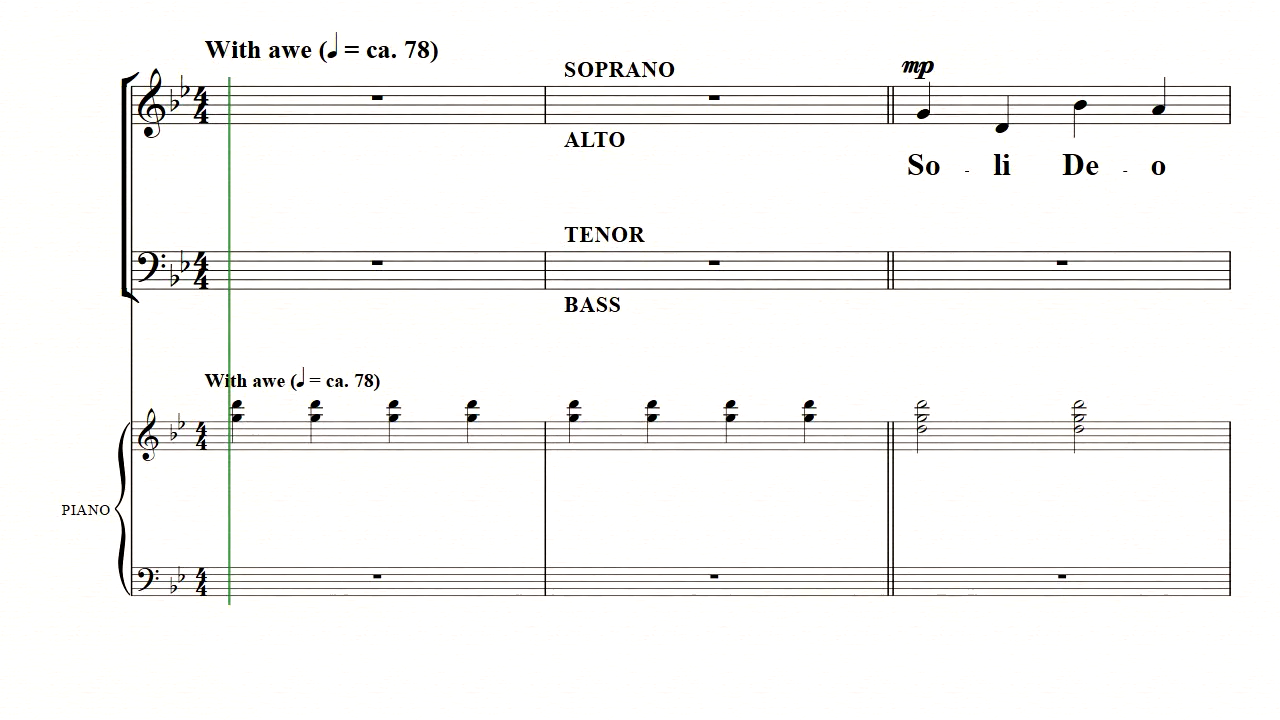 With awe (♩ = ca. 78)
SOPRANO
mp
ALTO
So - li De - o
TENOR
BASS
With awe (♩ = ca. 78)
PIANO